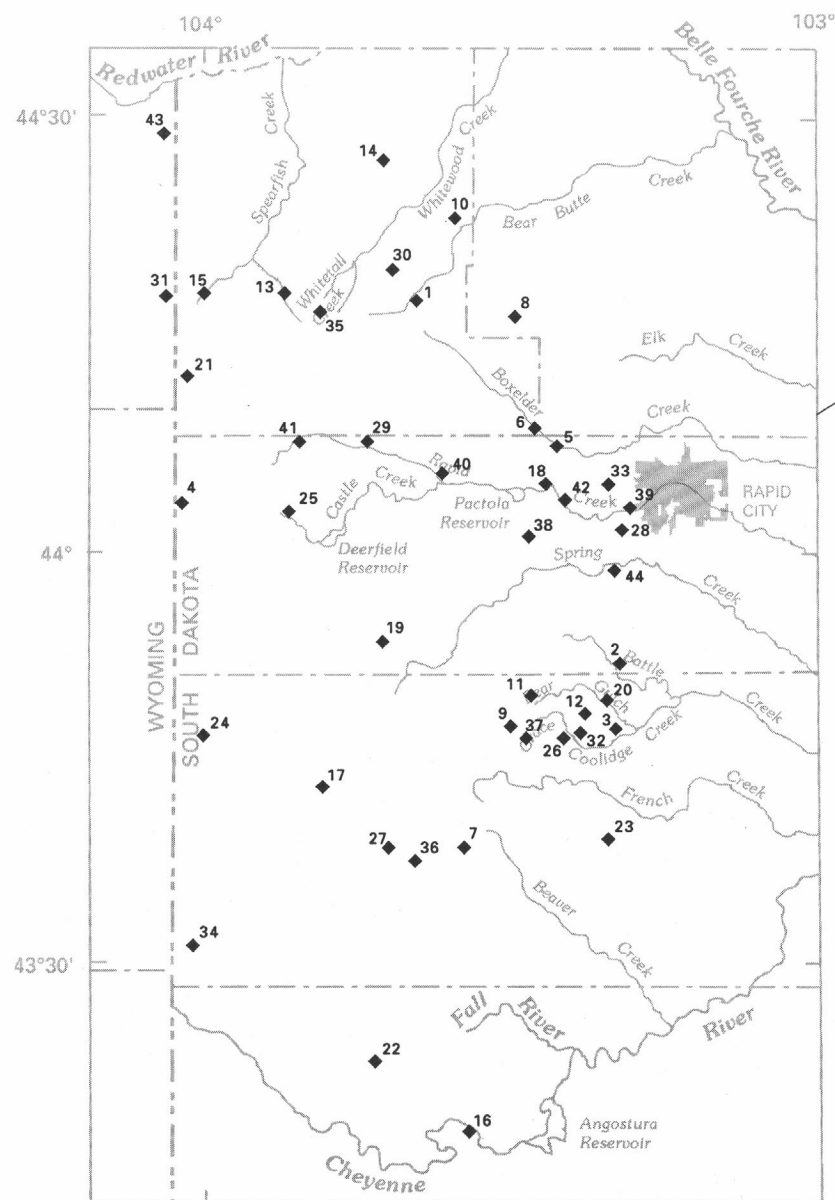 104°
103°
Redwater River
Belle Fourche River
44°30'
43
14
Creek
Spearfish
Whitewood Creek
10
Bear Butte Creek
30
31
15
13
Whitetail Creek
1
35
8
21
Elk Creek
Boxelder Creek
6
5
41
29
Rapid Creek
40
18
42
33
39
RAPID CITY
4
25
Castle Creek
Pactola Reservoir
28
38
44°
Deerfield Reservoir
Spring Creek
44
WYOMING
SOUTH DAKOTA
19
2
Battle Creek
11
20
12
9
37
26
32
3
Coolidge
24
17
French Creek
27
36
7
23
Beaver Creek
34
43°30'
Fall River
River
22
16
Angostura Reservoir
Cheyenne